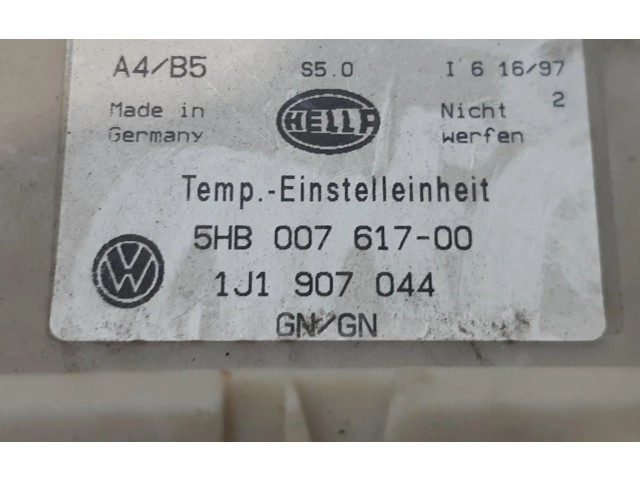 A4/B5 S5.0 I 6 16/97
Made in Germany HELLA Nicht 2 werfen
Temp.-Einstelleinheit
5HB 007 617-00
VW 1J1 907 044
GN/GN